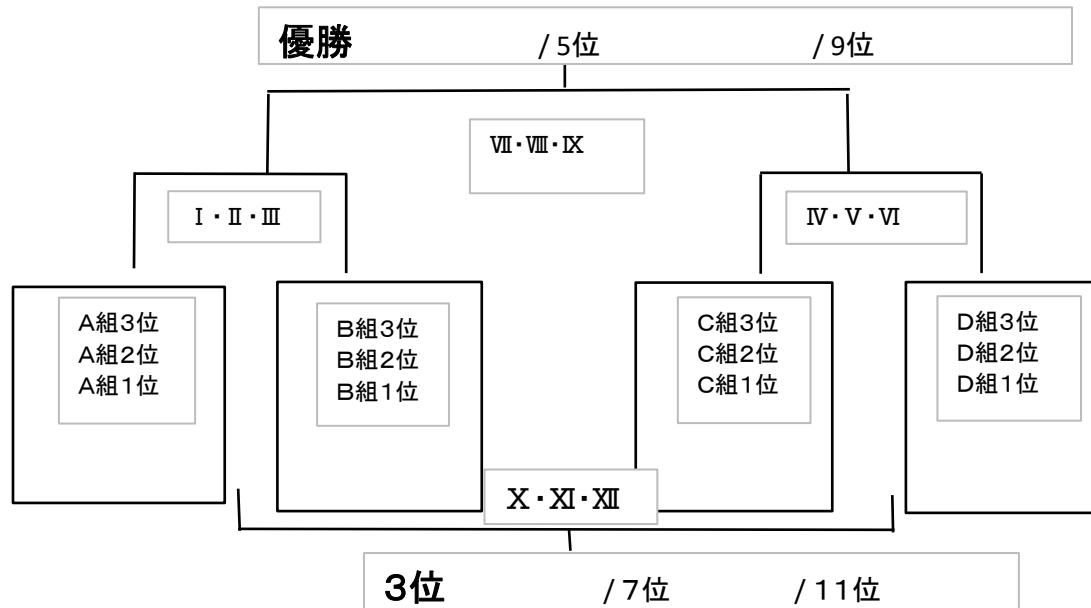 優勝 /5位 /9位
Ⅶ・Ⅷ・Ⅸ
Ⅰ・Ⅱ・Ⅲ
Ⅳ・Ⅴ・Ⅵ
A組3位
A組2位
A組1位
B組3位
B組2位
B組1位
C組3位
C組2位
C組1位
D組3位
D組2位
D組1位
Ⅹ・Ⅺ・Ⅻ
3位 /7位 /11位